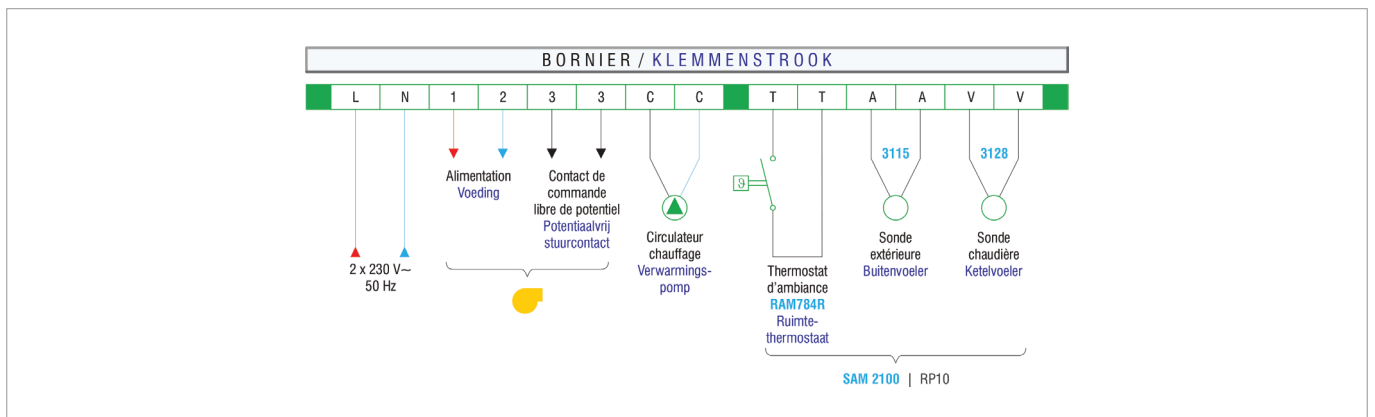 BORNIER / KLEMMENSTROOK
L N 1 2 3 3 C C T T A A V V
3115
3128
ϑ
Alimentation
Voeding
Contact de
commande
libre de potentiel
Potentiaalvrij
stuurcontact
2 x 230 V~
50 Hz
Circulateur
chauffage
Verwarmings-
pomp
Thermostat
d'ambiance
RAM784R
Ruimte-
thermostaat
Sonde
extérieure
Buitenvoeler
Sonde
chaudière
Ketelvoeler
SAM 2100 | RP10